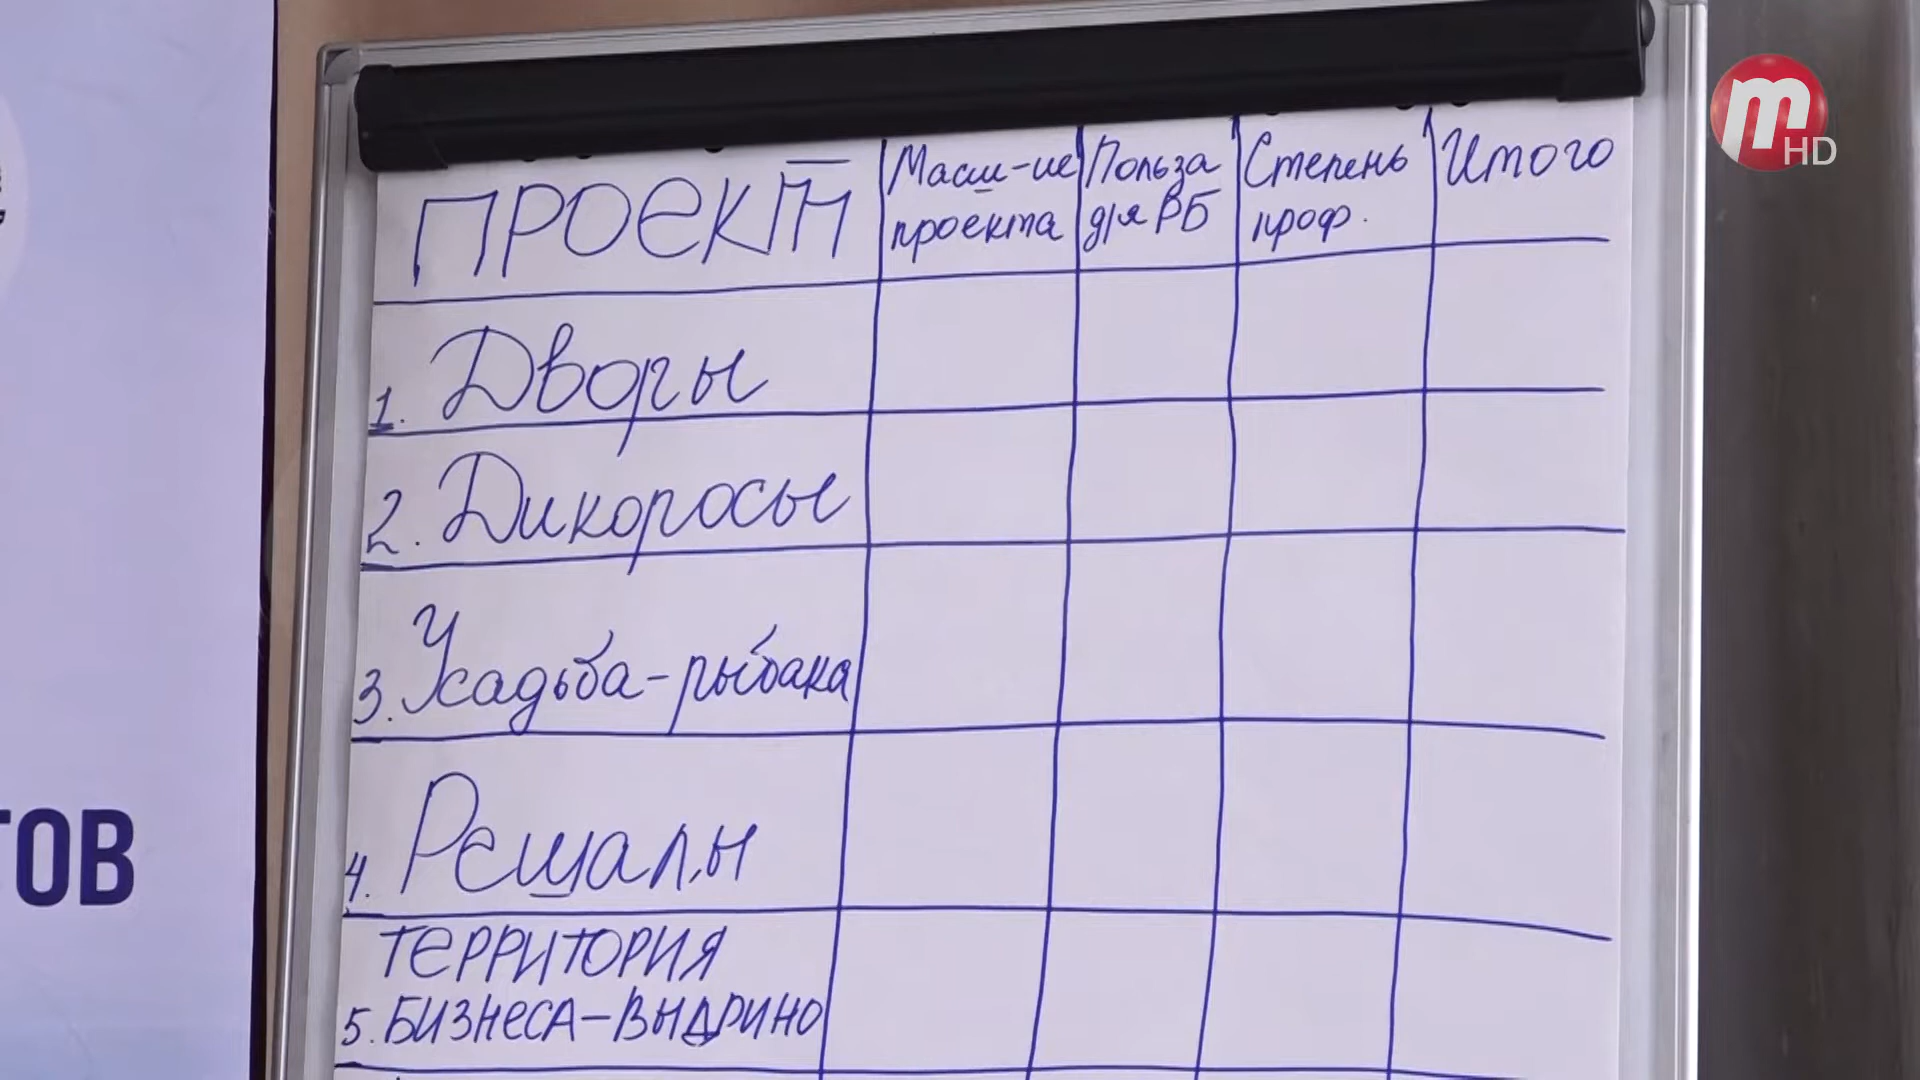 ПРОЕКТ
Масш-ие
проекта
Польза
для РБ
Степень
проф.
Итого
1. Дворы
2. Дикоросы
3. Усадьба-рыбака
4. Решалы
ТЕРРИТОРИЯ
5. БИЗНЕСА-ВЫДРИНО
ТОВ
m HD